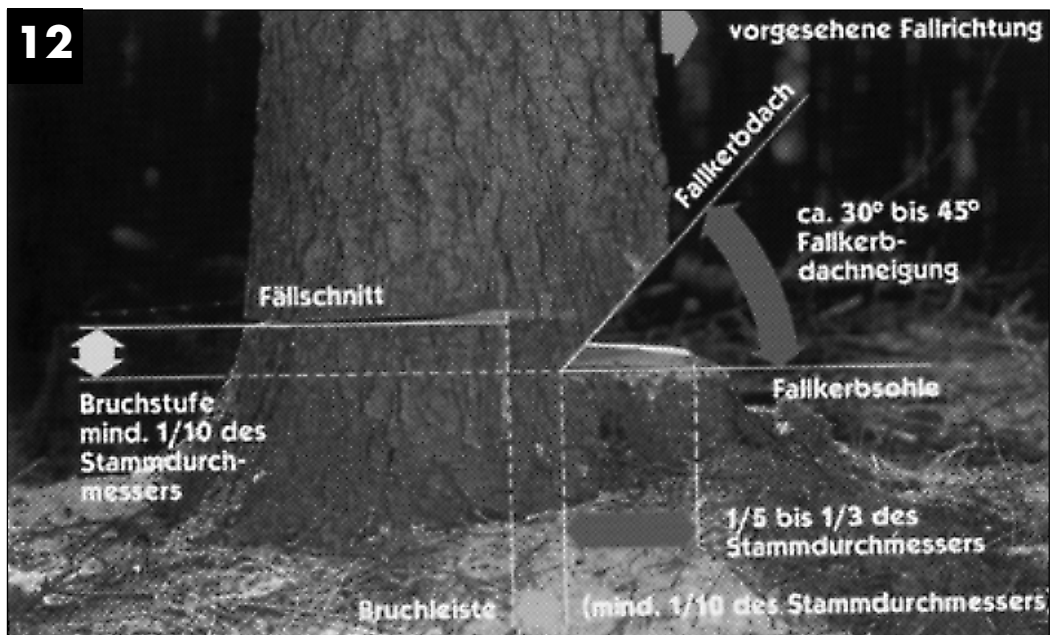 12
vorgesehene Fallrichtung
Fallkerbdach
ca. 30° bis 45°
Fallkerb-
dachneigung
Fällschnitt
Fallkerbsohle
Bruchstufe
mind. 1/10 des
Stammdurch-
messers
1/5 bis 1/3 des
Stammdurchmessers
Bruchleiste
(mind. 1/10 des Stammdurchmessers)